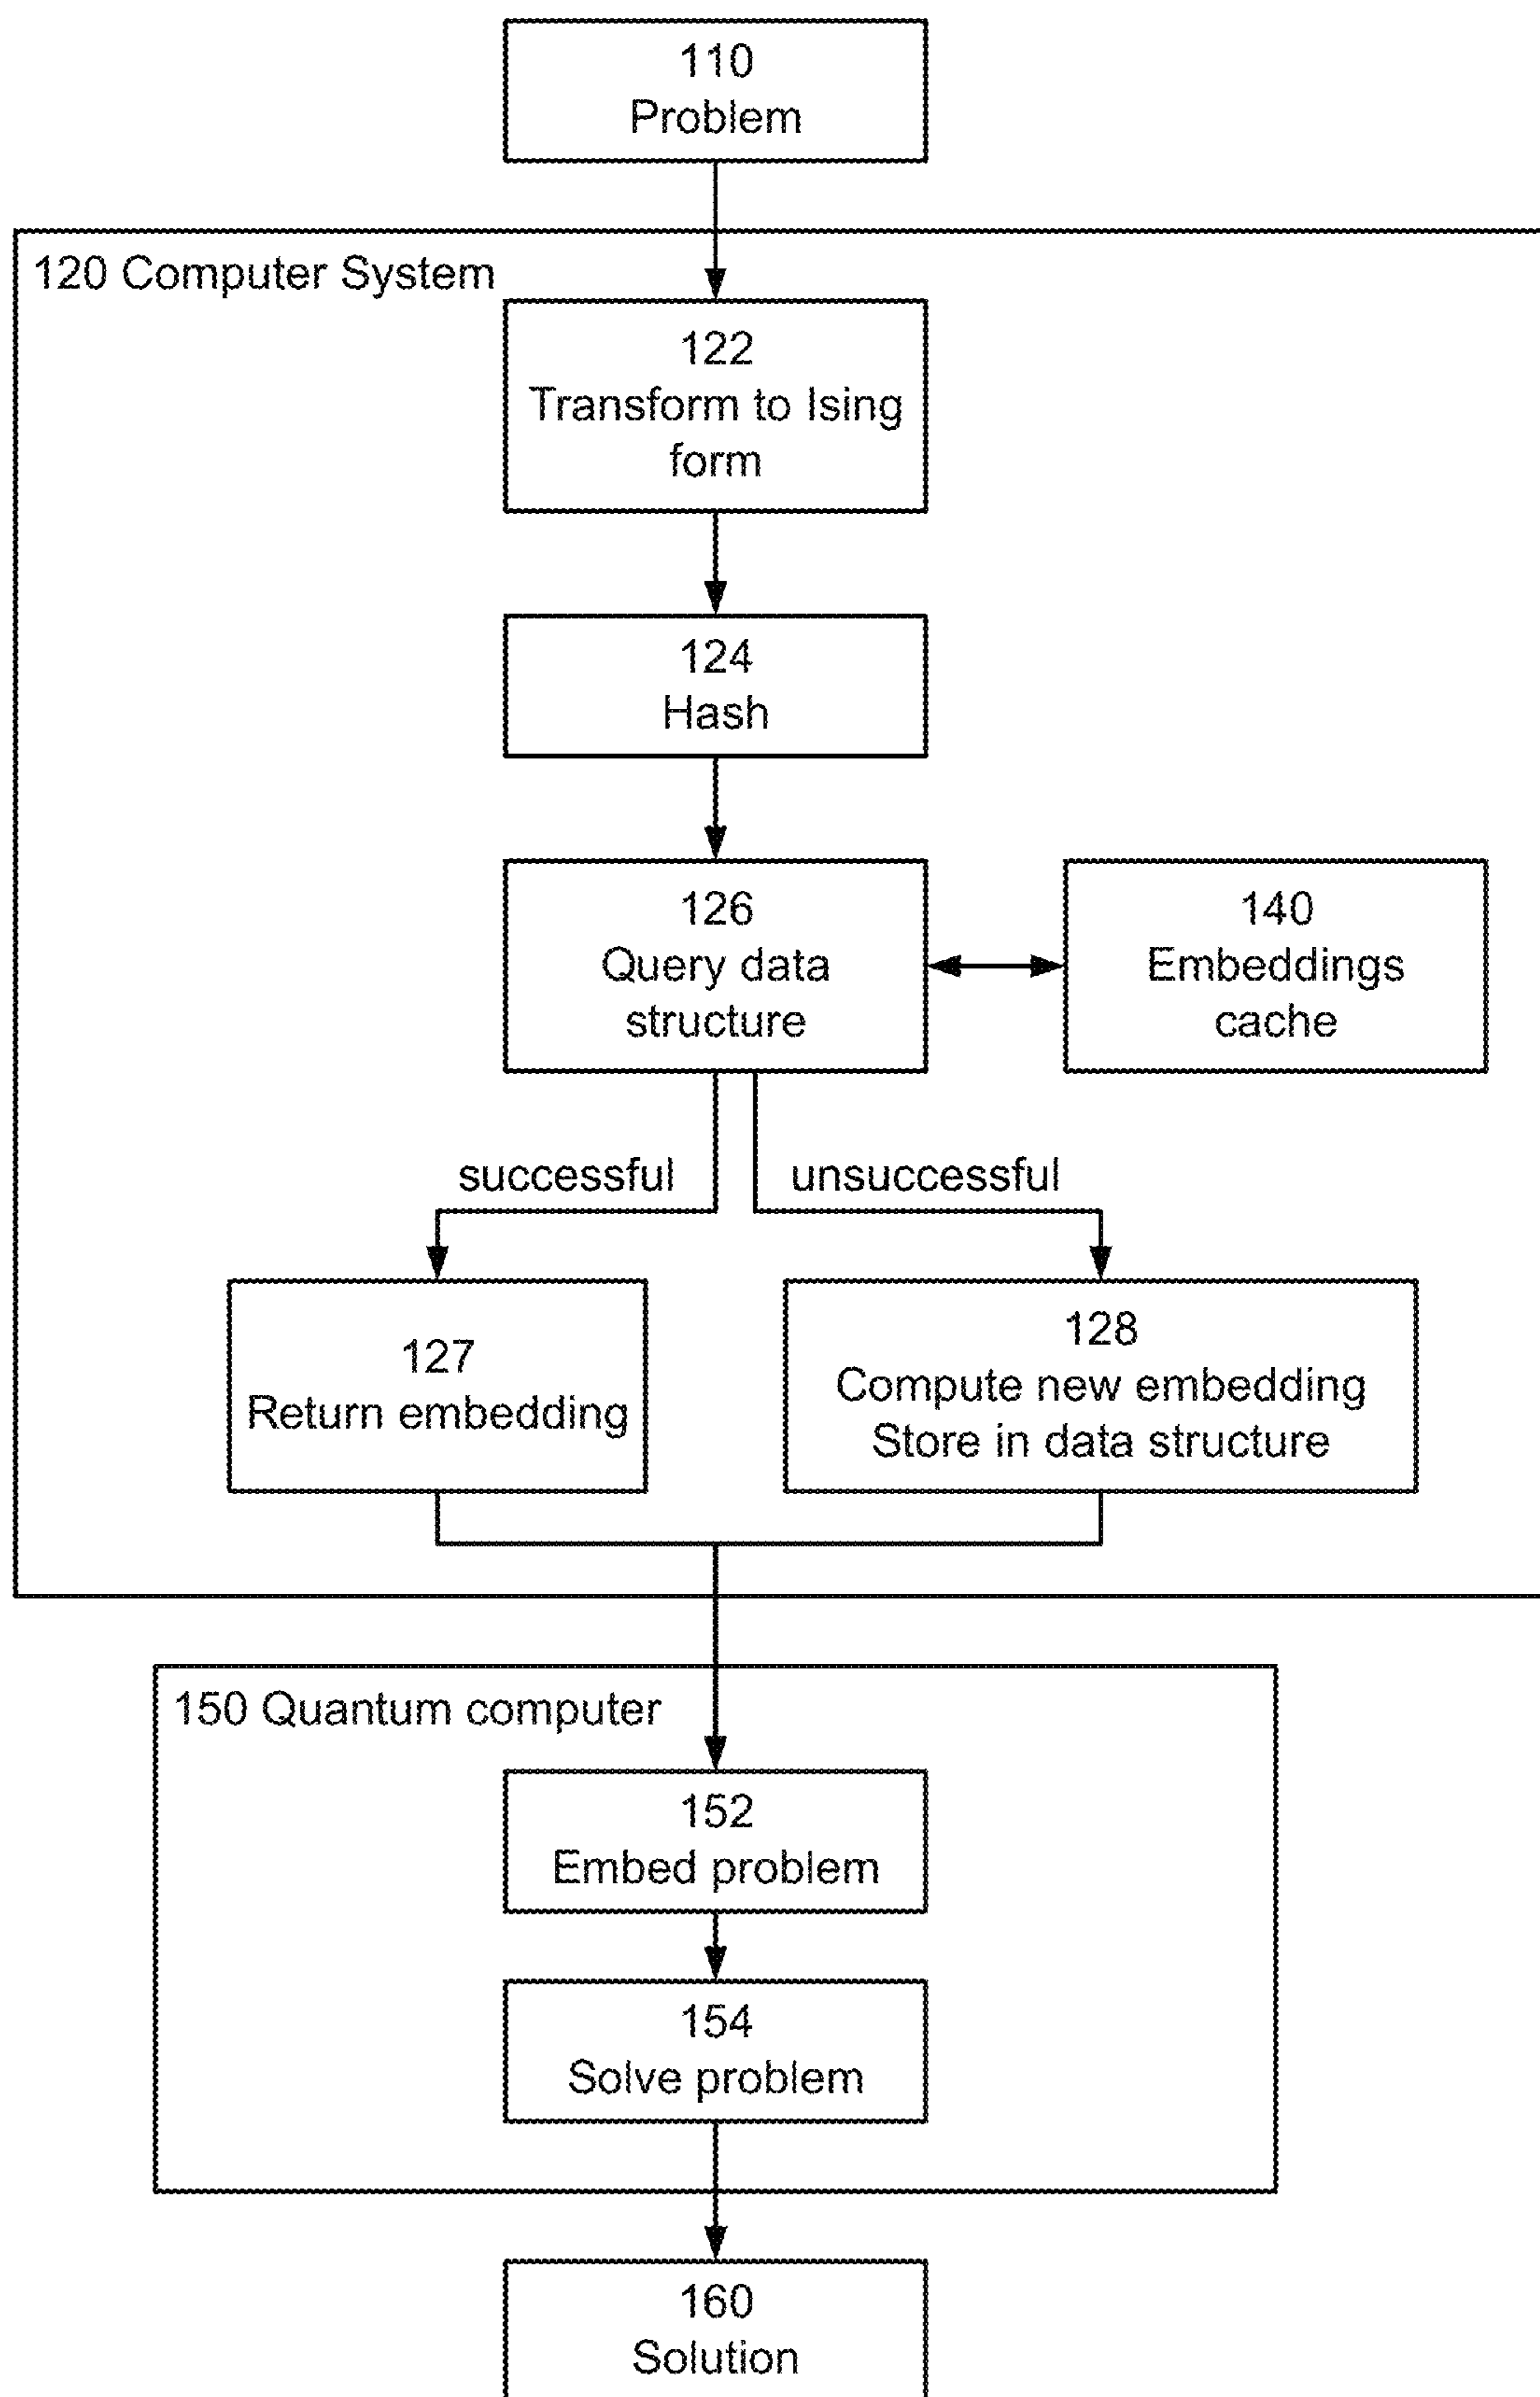 110
Problem
120 Computer System
122
Transform to Ising
form
124
Hash
126
Query data
structure
140
Embeddings
cache
successful
unsuccessful
127
Return embedding
128
Compute new embedding
Store in data structure
150 Quantum computer
152
Embed problem
154
Solve problem
160
Solution